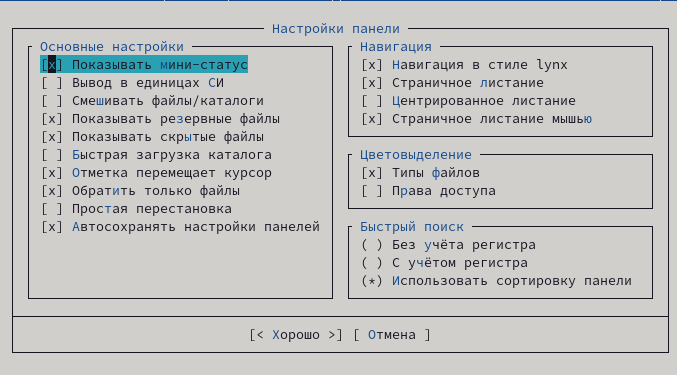 Настройки панели
Основные настройки
[x] Показывать мини-статус
[ ] Вывод в единицах СИ
[ ] Смешивать файлы/каталоги
[x] Показывать резервные файлы
[x] Показывать скрытые файлы
[ ] Быстрая загрузка каталога
[x] Отметка перемещает курсор
[x] Обратить только файлы
[ ] Простая перестановка
[x] Автосохранять настройки панелей
Навигация
[x] Навигация в стиле lynx
[x] Страничное листание
[ ] Центрированное листание
[x] Страничное листание мышью
Цветовыделение
[x] Типы файлов
[ ] Права доступа
Быстрый поиск
( ) Без учёта регистра
( ) С учётом регистра
(*) Использовать сортировку панели
[< Хорошо >] [ Отмена ]